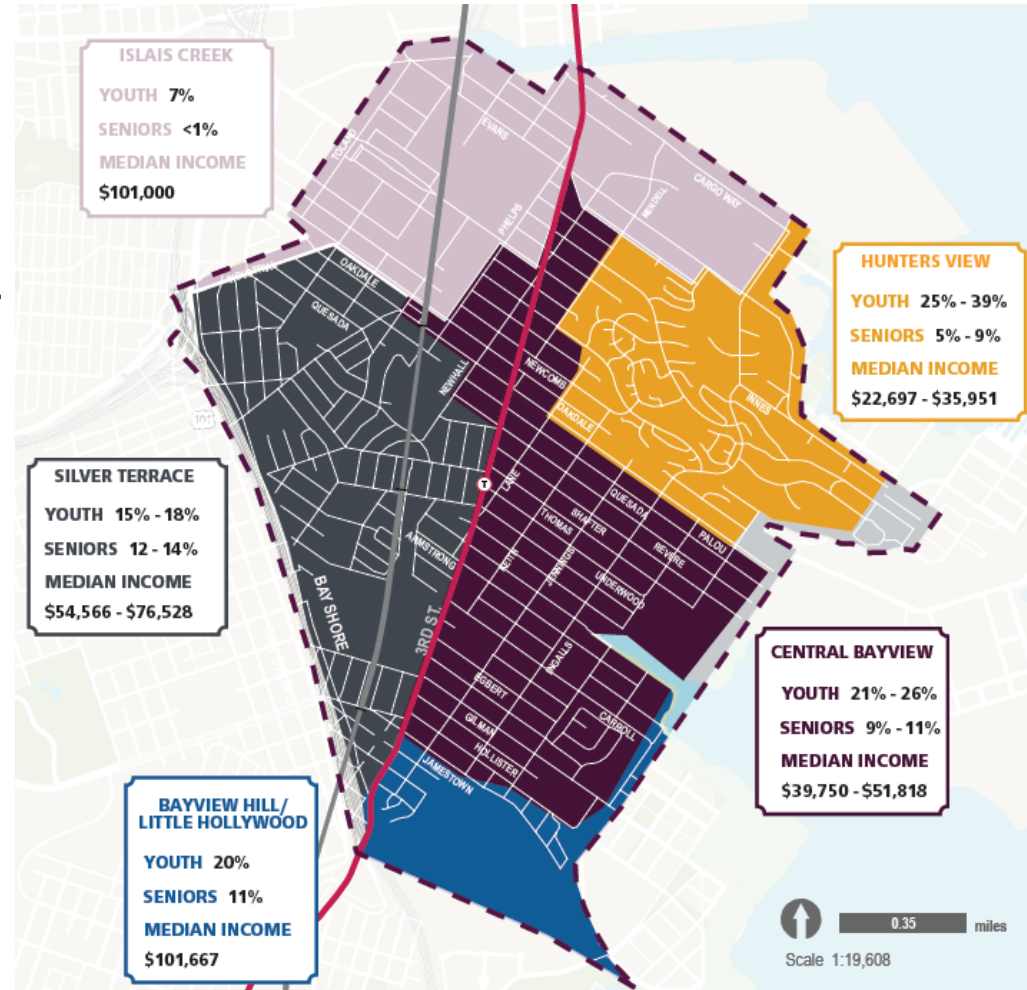 ISLAIS CREEK
YOUTH 7%
SENIORS <1%
MEDIAN INCOME
$101,000
HUNTERS VIEW
YOUTH 25% - 39%
SENIORS 5% - 9%
MEDIAN INCOME
$22,697 - $35,951
SILVER TERRACE
YOUTH 15% - 18%
SENIORS 12 - 14%
MEDIAN INCOME
$54,566 - $76,528
CENTRAL BAYVIEW
YOUTH 21% - 26%
SENIORS 9% - 11%
MEDIAN INCOME
$39,750 - $51,818
BAYVIEW HILL/
LITTLE HOLLYWOOD
YOUTH 20%
SENIORS 11%
MEDIAN INCOME
$101,667
TOLAND
EVANS
CARGO WAY
MENDELL
PHELPS
OAKDALE
QUESADA
NEWHALL
NEWCOMB
OAKDALE
INNES
101
T
LANE
QUESADA
SHAFTER
THOMAS
PALOU
REVERE
KEITH
JENNINGS
UNDERWOOD
ARMSTRONG
BAY SHORE
3RD ST.
INGALLS
EGBERT
CARROLL
GILMAN
HOLLISTER
JAMESTOWN
0.35 miles
Scale 1:19,608